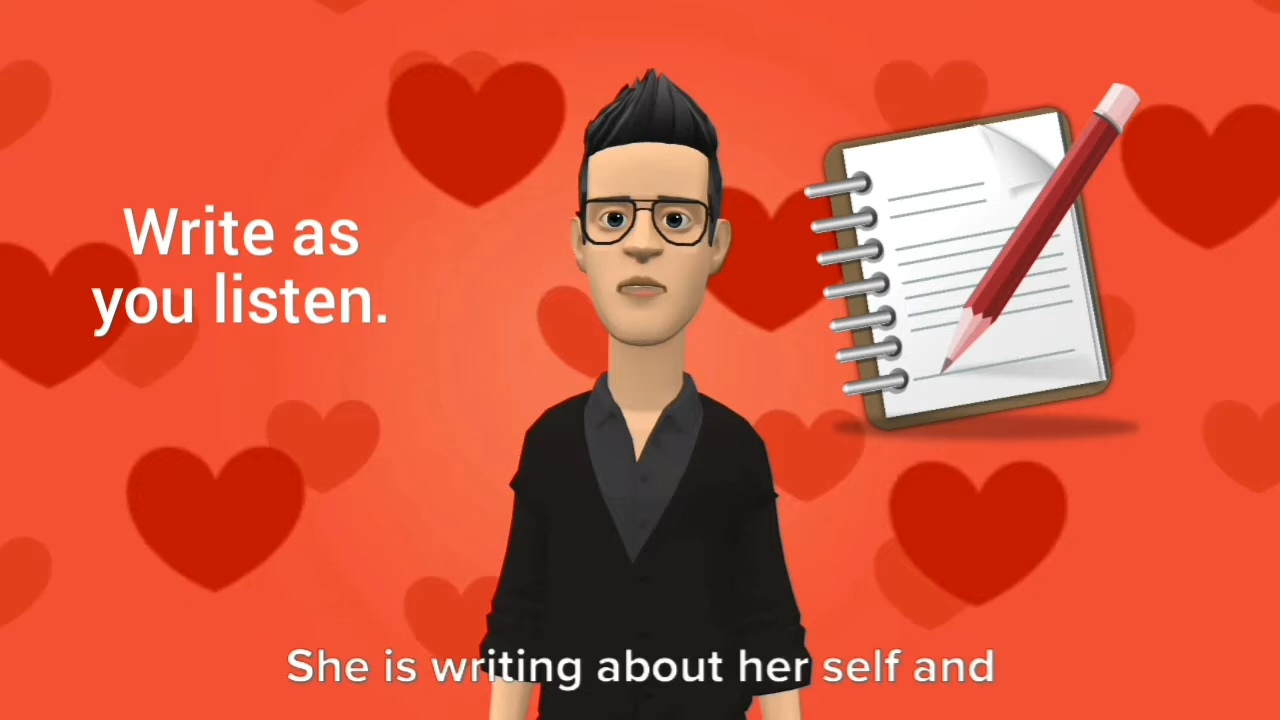 Write as
you listen.
She is writing about her self and